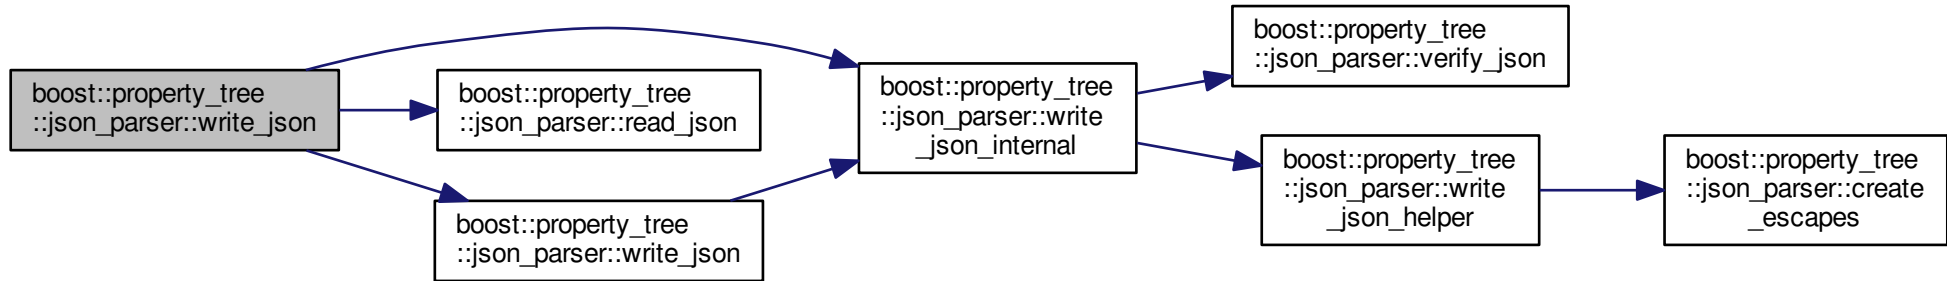 boost::property_tree
::json_parser::write_json
boost::property_tree
::json_parser::read_json
boost::property_tree
::json_parser::write_json
boost::property_tree
::json_parser::write
_json_internal
boost::property_tree
::json_parser::verify_json
boost::property_tree
::json_parser::write
_json_helper
boost::property_tree
::json_parser::create
_escapes